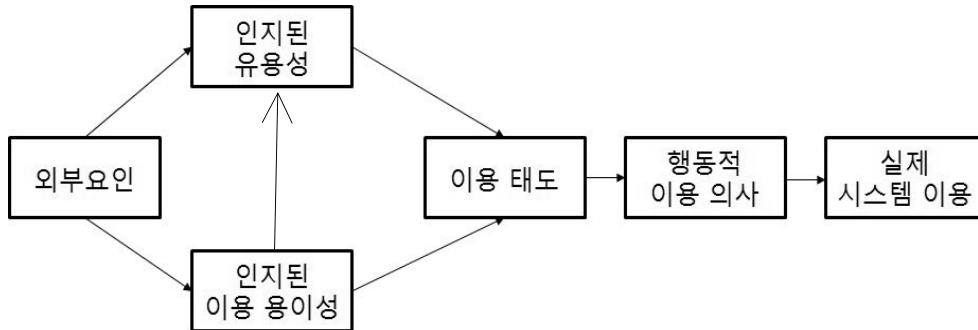 인지된
유용성
외부요인
이용 태도
행동적
이용 의사
실제
시스템 이용
인지된
이용 용이성